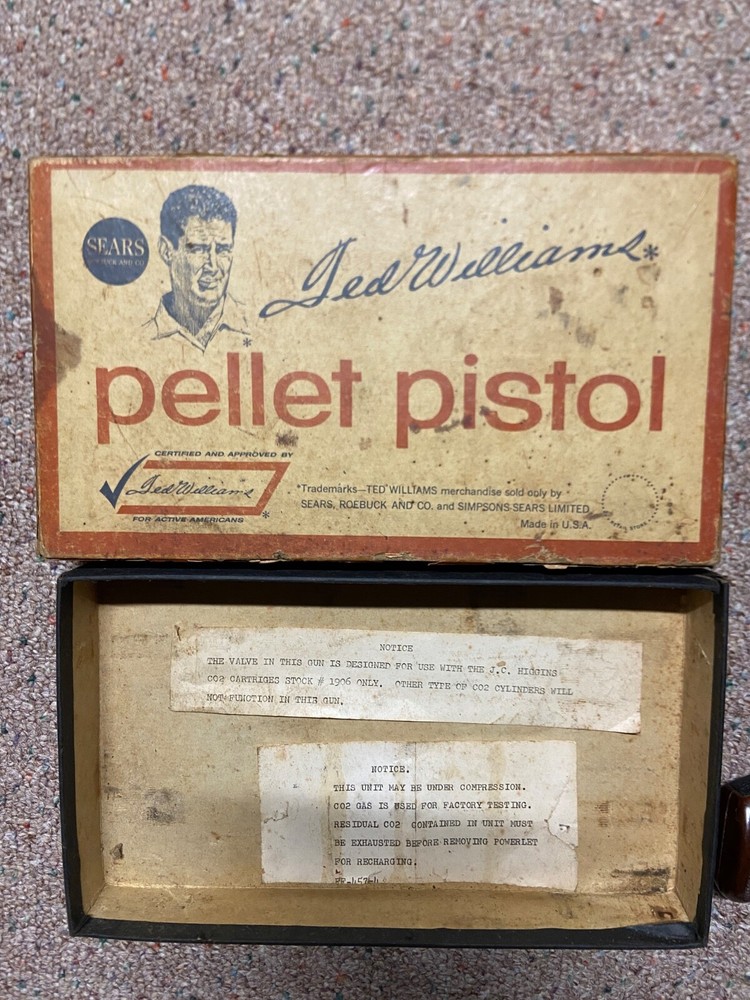 SEARS
ROEBUCK AND CO
Ted Williams*
*
pellet pistol
CERTIFIED AND APPROVED BY
Ted Williams
FOR ACTIVE AMERICANS *
*Trademarks—TED WILLIAMS merchandise sold only by
SEARS, ROEBUCK AND CO. and SIMPSONS-SEARS LIMITED
Made in U.S.A.
NOTICE
THE VALVE IN THIS GUN IS DESIGNED FOR USE WITH THE J.C. HIGGINS
CO2 CARTRIGES STOCK # 1906 ONLY. OTHER TYPE OF CO2 CYLINDERS WILL
NOT FUNCTION IN THIS GUN.
NOTICE.
THIS UNIT MAY BE UNDER COMPRESSION.
CO2 GAS IS USED FOR FACTORY TESTING.
RESIDUAL CO2 CONTAINED IN UNIT MUST
BE EXHAUSTED BEFORE REMOVING POWERLET
FOR RECHARGING.